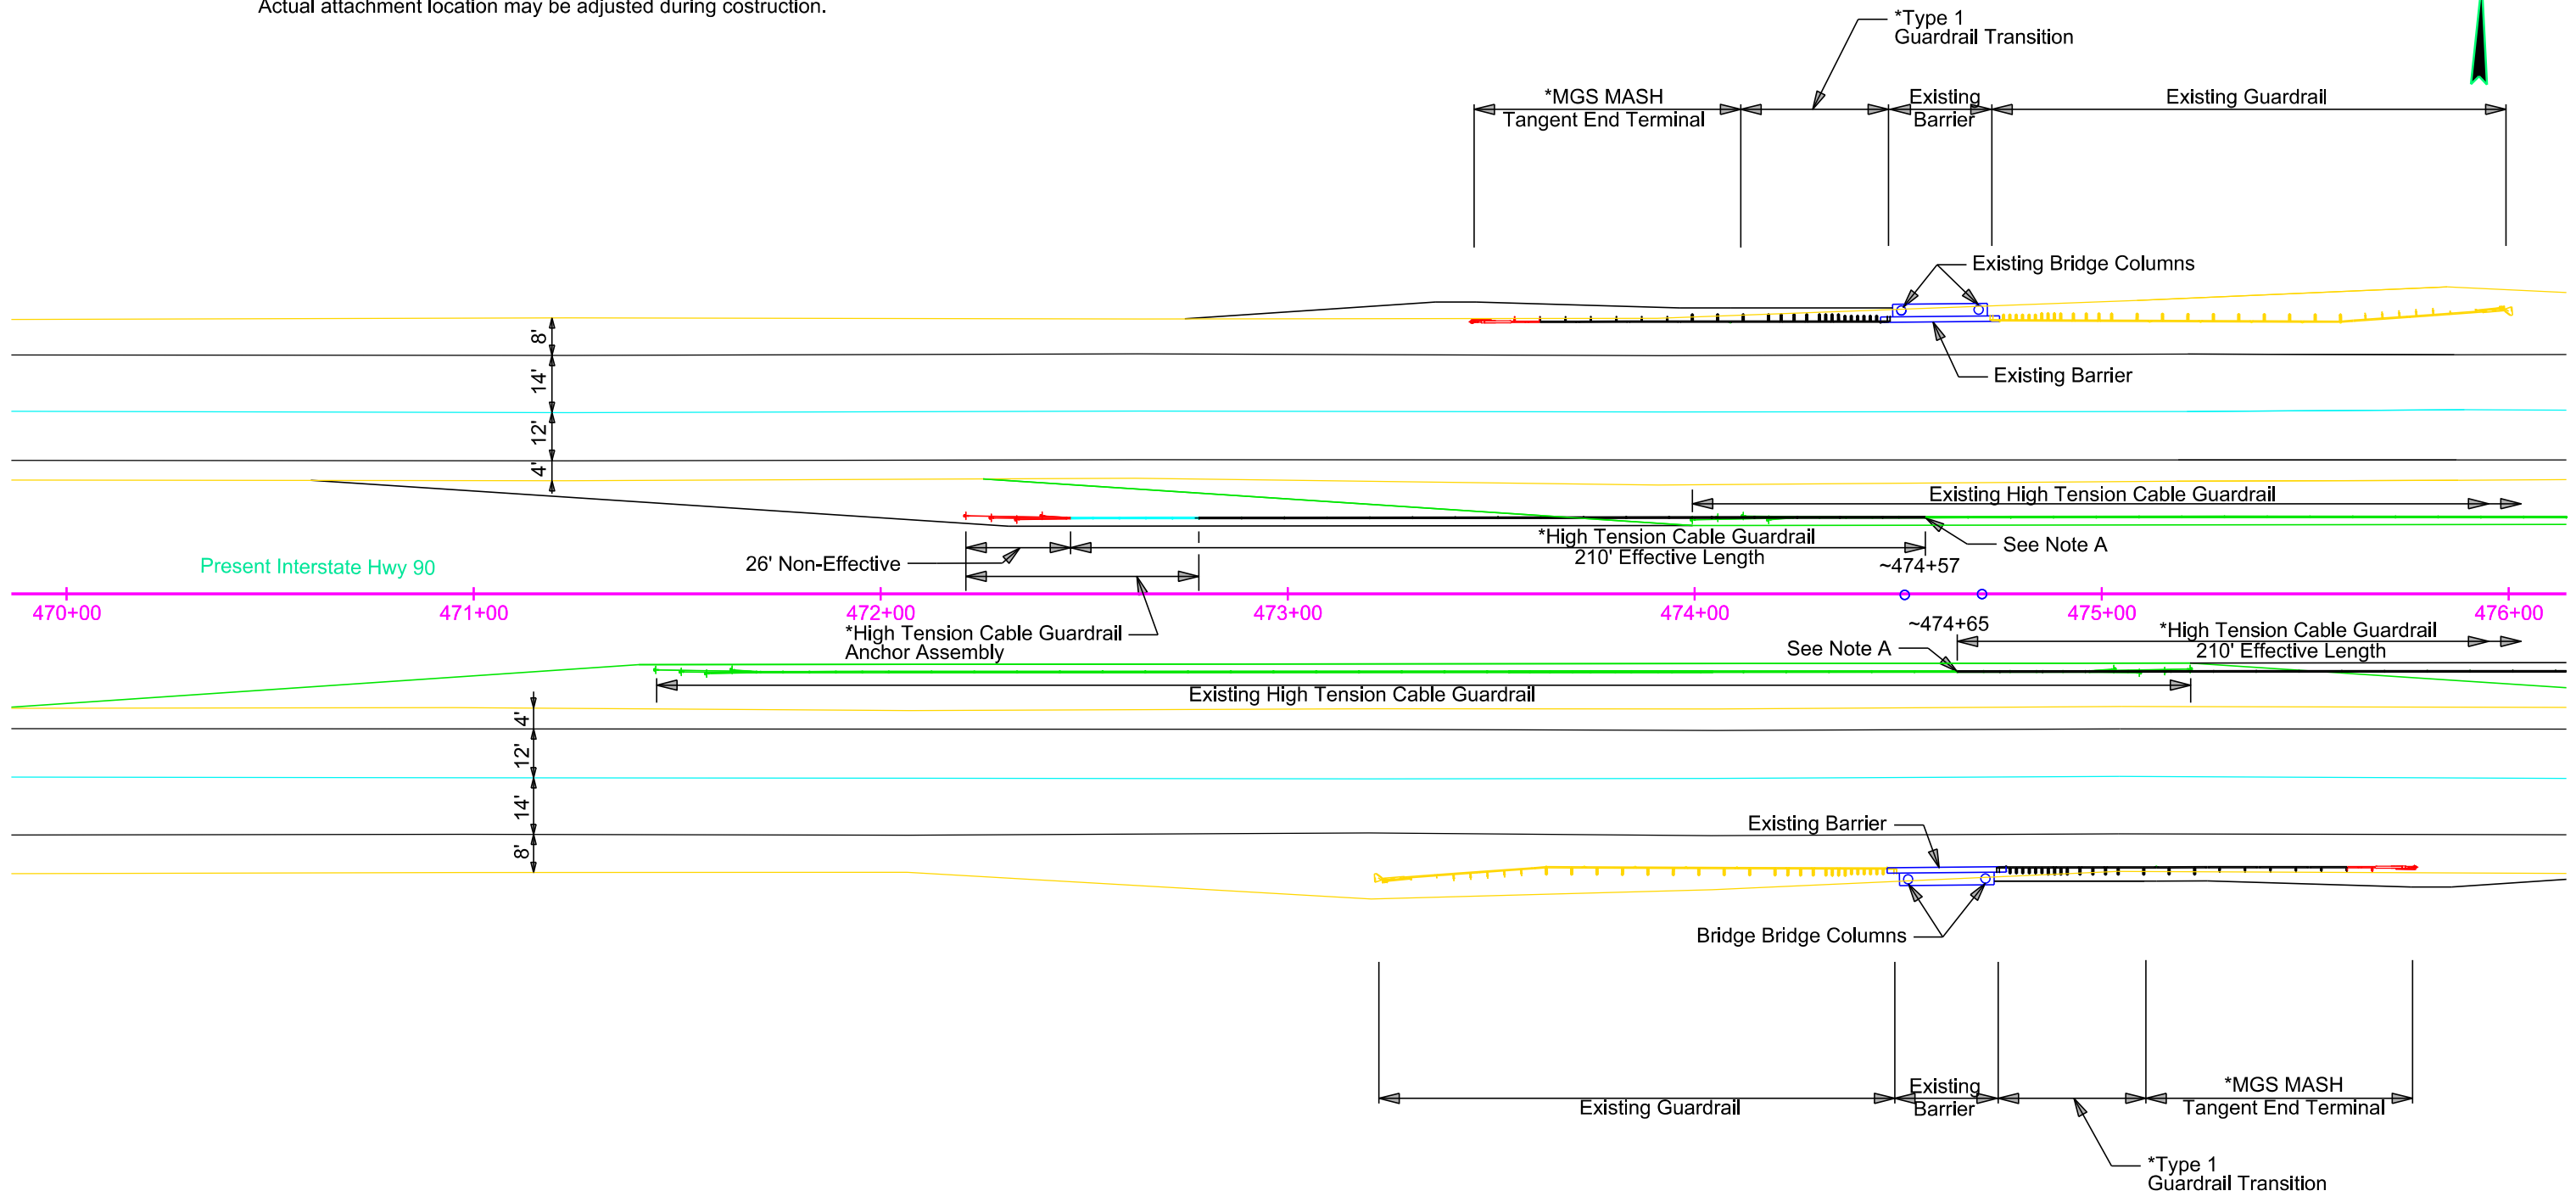 Actual attachment location may be adjusted during costruction.
*Type 1
Guardrail Transition
*MGS MASH
Tangent End Terminal
Existing
Barrier
Existing Guardrail
Existing Bridge Columns
Existing Barrier
8'
14'
12'
4'
Existing High Tension Cable Guardrail
*High Tension Cable Guardrail
210' Effective Length
See Note A
26' Non-Effective
~474+57
Present Interstate Hwy 90
470+00
471+00
472+00
473+00
474+00
475+00
476+00
*High Tension Cable Guardrail
Anchor Assembly
~474+65
See Note A
*High Tension Cable Guardrail
210' Effective Length
Existing High Tension Cable Guardrail
4'
12'
14'
8'
Existing Barrier
Bridge Bridge Columns
Existing Guardrail
Existing
Barrier
*MGS MASH
Tangent End Terminal
*Type 1
Guardrail Transition